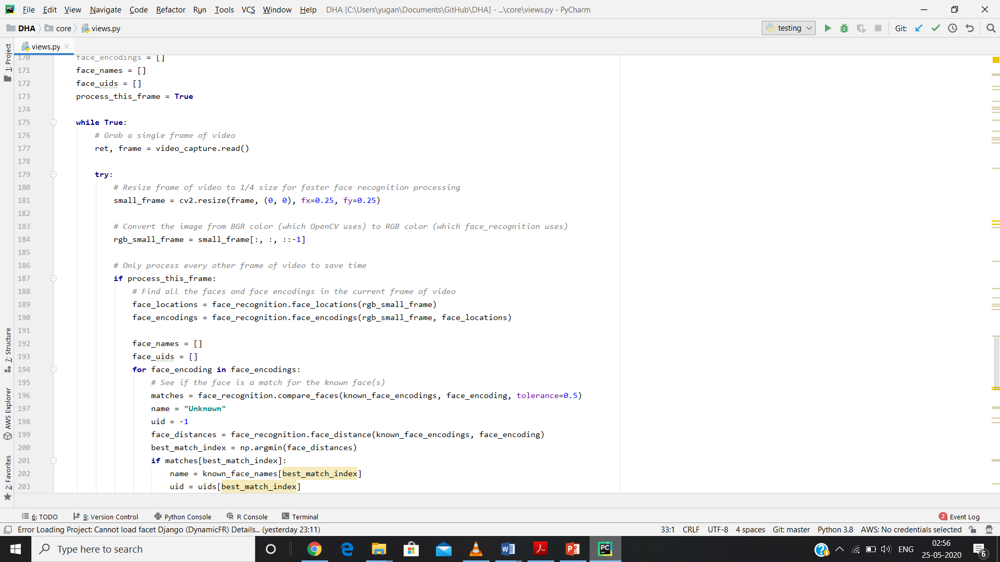 File Edit View Navigate Code Refactor Run Tools VCS Window Help DHA [C:\Users\yugan\Documents\GitHub\DHA] - ...\core\views.py - PyCharm
DHA core views.py testing Git:
views.py
1: Project
7: Structure
AWS Explorer
2: Favorites
170 face_encodings = []
171 face_names = []
172 face_uids = []
173 process_this_frame = True
174
175 while True:
176 # Grab a single frame of video
177 ret, frame = video_capture.read()
178
179 try:
180 # Resize frame of video to 1/4 size for faster face recognition processing
181 small_frame = cv2.resize(frame, (0, 0), fx=0.25, fy=0.25)
182
183 # Convert the image from BGR color (which OpenCV uses) to RGB color (which face_recognition uses)
184 rgb_small_frame = small_frame[:, :, ::-1]
185
186 # Only process every other frame of video to save time
187 if process_this_frame:
188 # Find all the faces and face encodings in the current frame of video
189 face_locations = face_recognition.face_locations(rgb_small_frame)
190 face_encodings = face_recognition.face_encodings(rgb_small_frame, face_locations)
191
192 face_names = []
193 face_uids = []
194 for face_encoding in face_encodings:
195 # See if the face is a match for the known face(s)
196 matches = face_recognition.compare_faces(known_face_encodings, face_encoding, tolerance=0.5)
197 name = "Unknown"
198 uid = -1
199 face_distances = face_recognition.face_distance(known_face_encodings, face_encoding)
200 best_match_index = np.argmin(face_distances)
201 if matches[best_match_index]:
202 name = known_face_names[best_match_index]
203 uid = uids[best_match_index]
6: TODO 9: Version Control Python Console R Console Terminal 2 Event Log
Error Loading Project: Cannot load facet Django (DynamicFR) Details... (yesterday 23:11) 33:1 CRLF UTF-8 4 spaces Git: master Python 3.8 AWS: No credentials selected
Type here to search ENG 02:56
25-05-2020 6